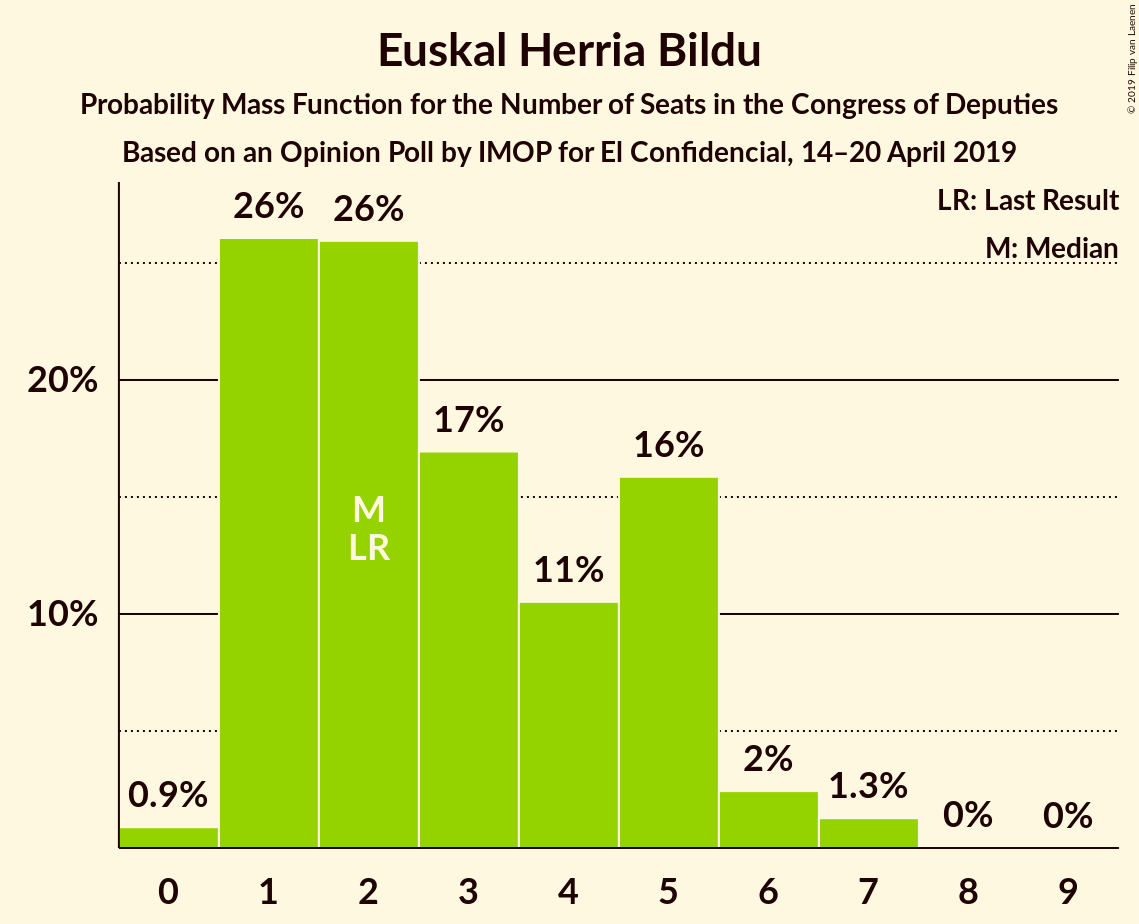 Euskal Herria Bildu
Probability Mass Function for the Number of Seats in the Congress of Deputies
Based on an Opinion Poll by IMOP for El Confidencial, 14–20 April 2019
© 2019 Filip van Laenen
LR: Last Result
M: Median
26%
26%
20%
17%
16%
M
LR
11%
10%
0.9%
2%
1.3%
0%
0%
0
1
2
3
4
5
6
7
8
9